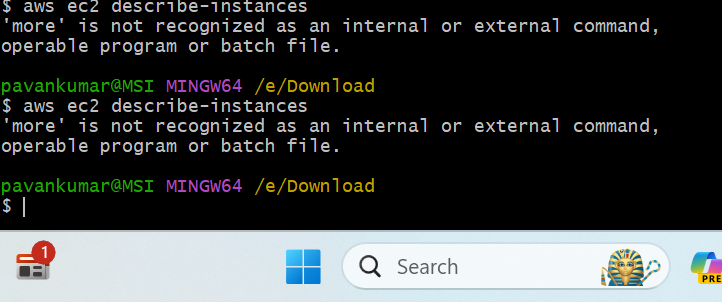 $ aws ec2 describe-instances
'more' is not recognized as an internal or external command,
operable program or batch file.
pavankumar@MSI MINGW64 /e/Download
$ aws ec2 describe-instances
'more' is not recognized as an internal or external command,
operable program or batch file.
pavankumar@MSI MINGW64 /e/Download
$
1
Search
PRE